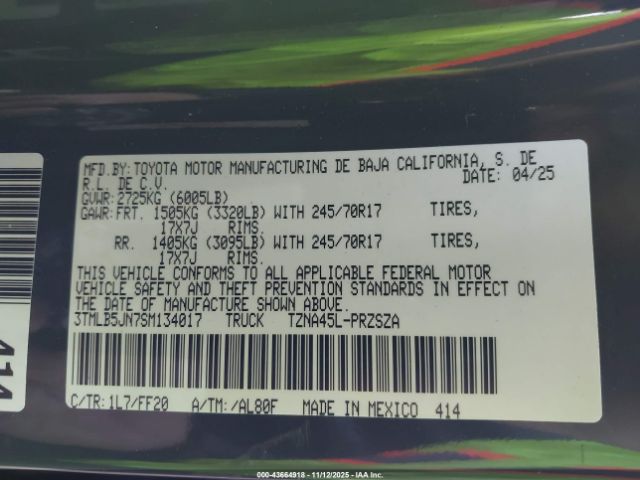 MFD.BY: TOYOTA MOTOR MANUFACTURING DE BAJA CALIFORNIA, S. DE
R.L. DE C.V. DATE: 04/25
GVWR: 2725KG (6005LB)
GAWR: FRT. 1505KG (3320LB) WITH 245/70R17 TIRES,
17X7J RIMS.
RR. 1405KG (3095LB) WITH 245/70R17 TIRES,
17X7J RIMS.
THIS VEHICLE CONFORMS TO ALL APPLICABLE FEDERAL MOTOR
VEHICLE SAFETY AND THEFT PREVENTION STANDARDS IN EFFECT ON
THE DATE OF MANUFACTURE SHOWN ABOVE.
3TMLB5JN7SM134017 TRUCK TZNA45L-PRZSZA
C/TR: 1L7/FF20 A/TM: /AL80F MADE IN MEXICO 414
414
000-43664918 - 11/12/2025 - IAAI.COM